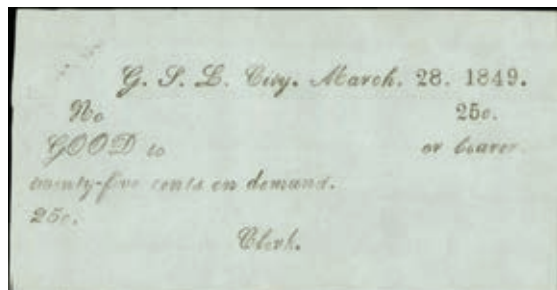 G. S. L. City. March. 28. 1849.
No 25c.
GOOD to or bearer.
twenty-five cents on demand.
25c.
Clerk.